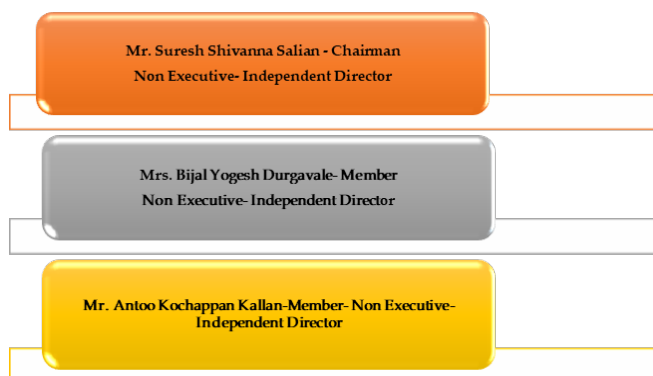 Mr. Suresh Shivanna Salian - Chairman
Non Executive- Independent Director
Mrs. Bijal Yogesh Durgavale- Member
Non Executive- Independent Director
Mr. Antoo Kochappan Kallan-Member- Non Executive-
Independent Director